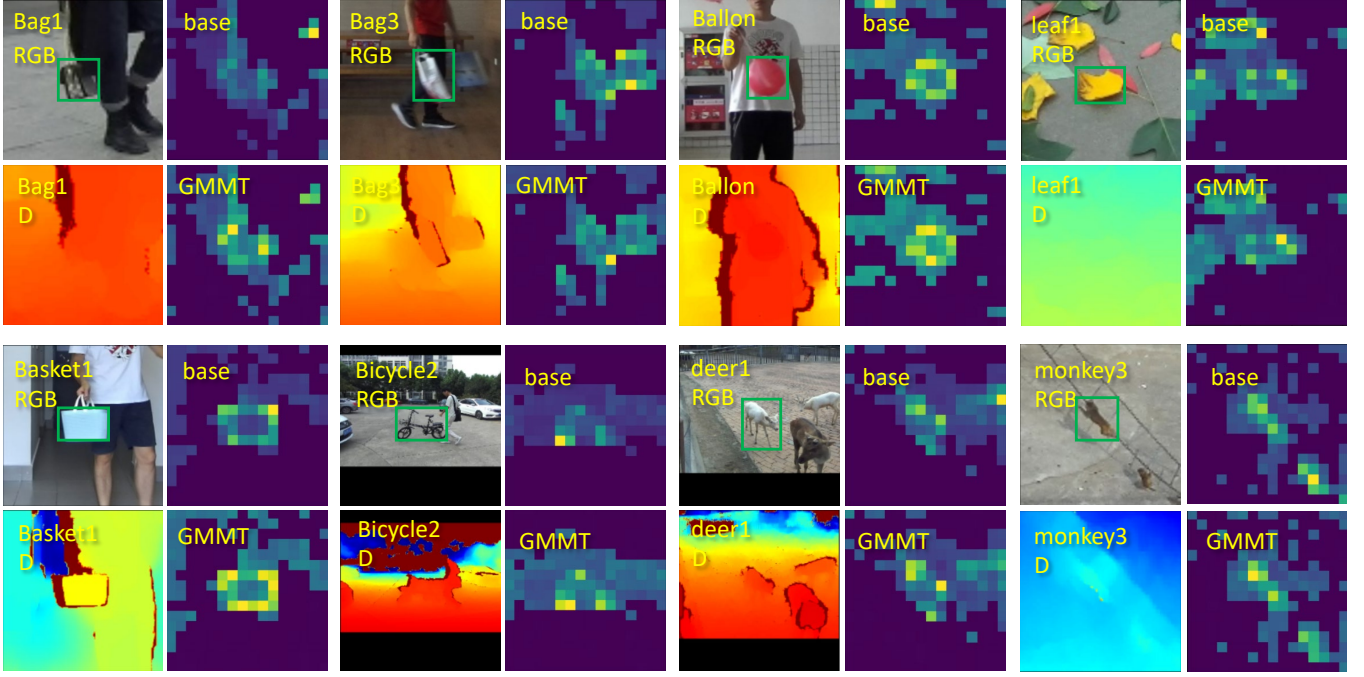 Bag1
RGB
base
Bag3
RGB
base
Ballon
RGB
base
leaf1
RGB
base
Bag1
D
GMMT
Bag3
D
GMMT
Ballon
D
GMMT
leaf1
D
GMMT
Basket1
RGB
base
Bicycle2
RGB
base
deer1
RGB
base
monkey3
RGB
base
Basket1
D
GMMT
Bicycle2
D
GMMT
deer1
D
GMMT
monkey3
D
GMMT